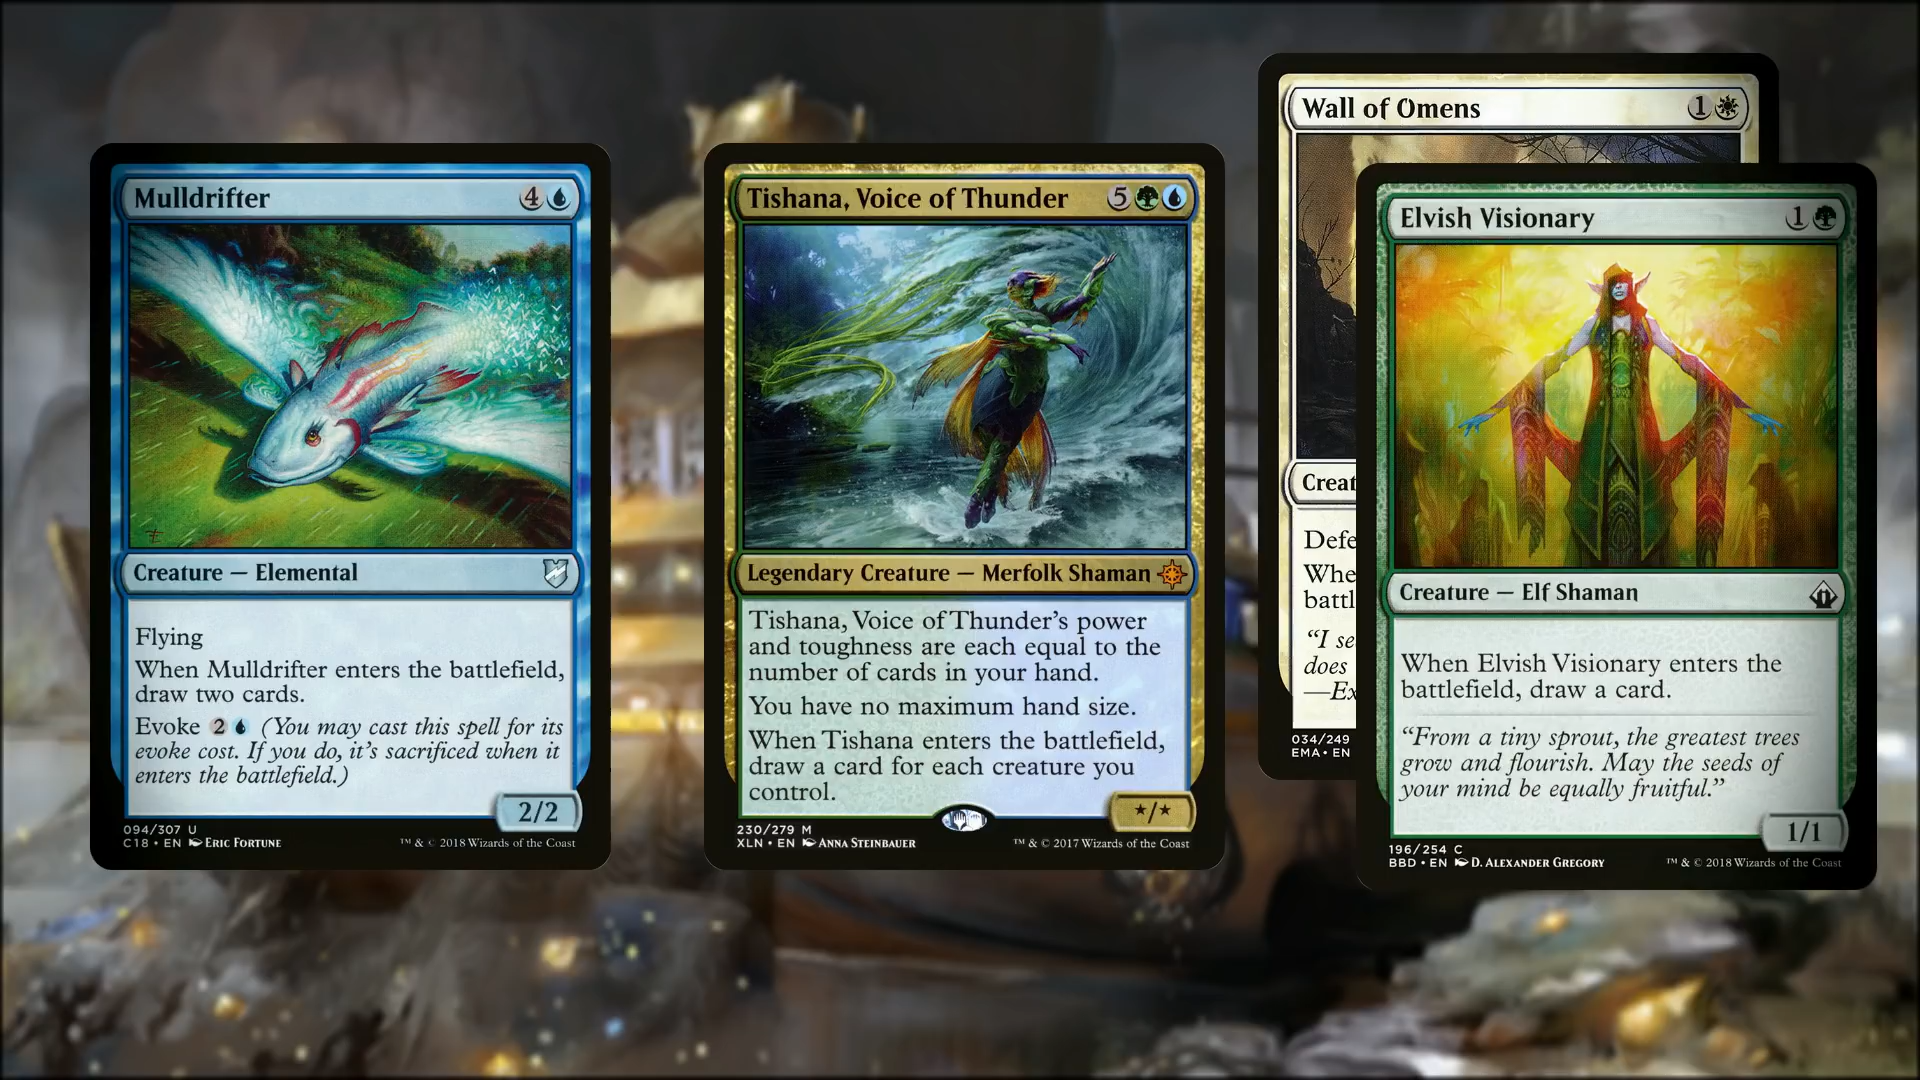 Mulldrifter 4
Creature — Elemental
Flying
When Mulldrifter enters the battlefield,
draw two cards.
Evoke 2 (You may cast this spell for its
evoke cost. If you do, it’s sacrificed when it
enters the battlefield.)
2/2
094/307 U
C18 • EN Eric Fortune ™ & © 2018 Wizards of the Coast
Tishana, Voice of Thunder 5
Legendary Creature — Merfolk Shaman
Tishana, Voice of Thunder’s power
and toughness are each equal to the
number of cards in your hand.
You have no maximum hand size.
When Tishana enters the battlefield,
draw a card for each creature you
control.
★/★
230/279 M
XLN • EN Anna Steinbauer ™ & © 2017 Wizards of the Coast
Wall of Omens 1
Creat
Defe
Whe
battl
“I se
does
—Ex
034/249
EMA • EN
Elvish Visionary 1
Creature — Elf Shaman
When Elvish Visionary enters the
battlefield, draw a card.
“From a tiny sprout, the greatest trees
grow and flourish. May the seeds of
your mind be equally fruitful.”
1/1
196/254 C
BBD • EN D. Alexander Gregory ™ & © 2018 Wizards of the Coast